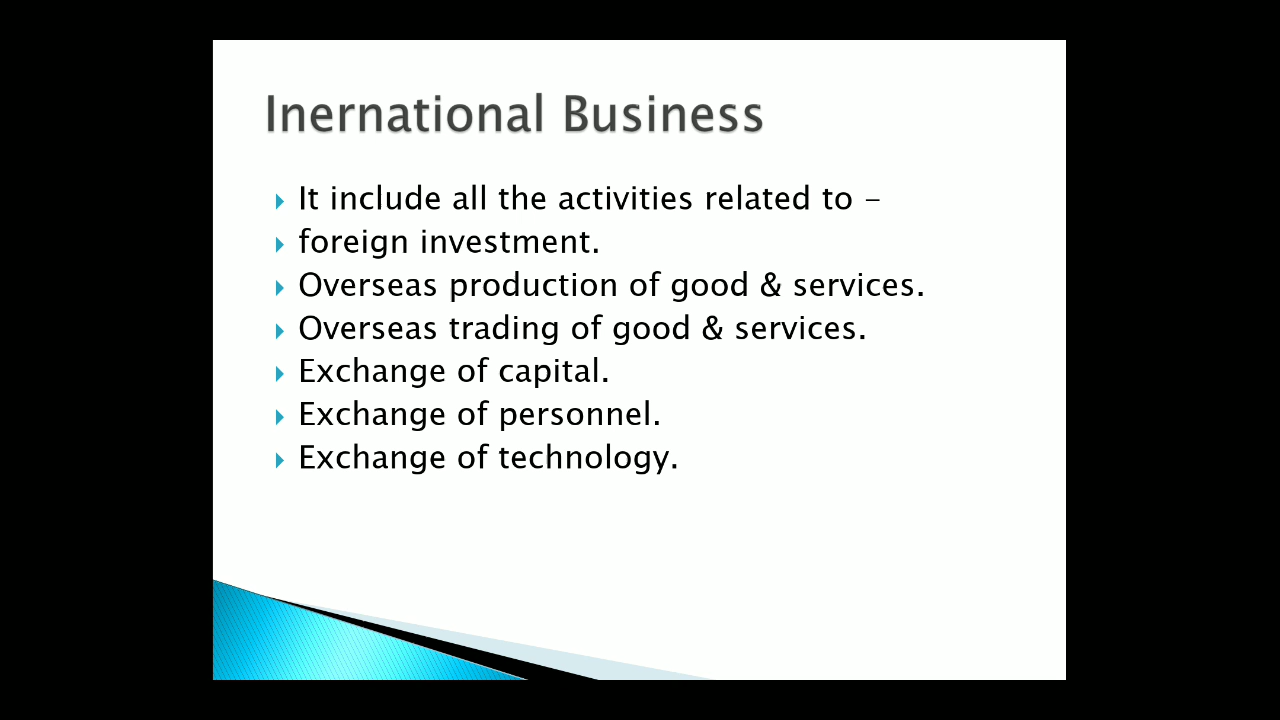 Inernational Business
It include all the activities related to –
foreign investment.
Overseas production of good & services.
Overseas trading of good & services.
Exchange of capital.
Exchange of personnel.
Exchange of technology.